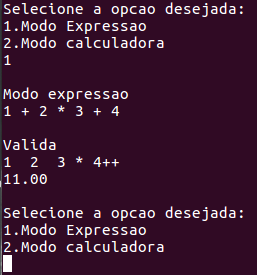 Selecione a opcao desejada:
1.Modo Expressao
2.Modo calculadora
1
Modo expressao
1 + 2 * 3 + 4
Valida
1  2  3 * 4++
11.00
Selecione a opcao desejada:
1.Modo Expressao
2.Modo calculadora